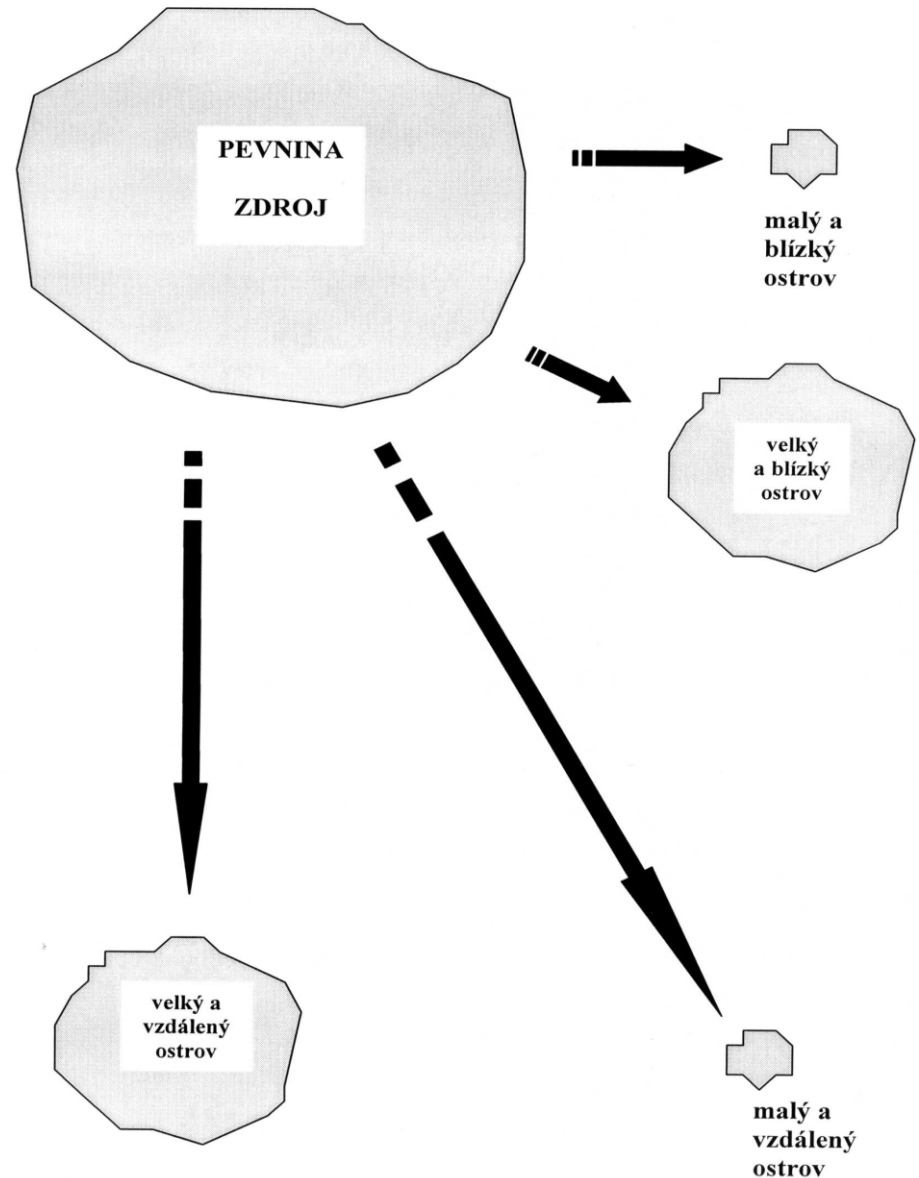 PEVNINA
ZDROJ
malý a
blízký
ostrov
velký
a blízký
ostrov
velký a
vzdálený
ostrov
malý a
vzdálený
ostrov